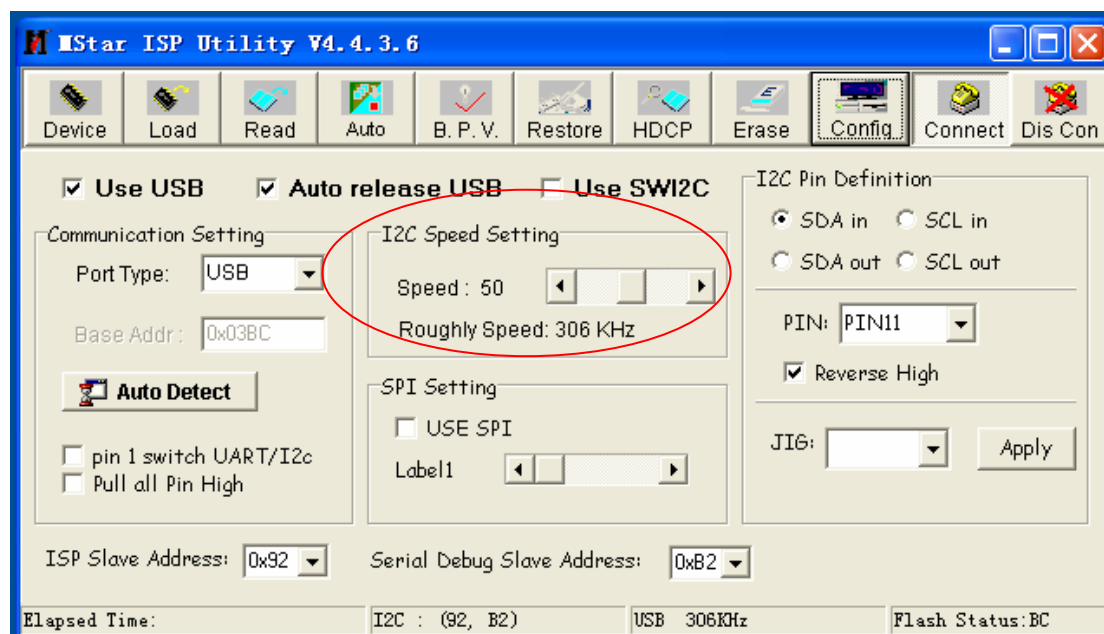 MStar ISP Utility V4.4.3.6
Device Load Read Auto B. P. V. Restore HDCP Erase Config Connect Dis Con
Use USB Auto release USB Use SWI2C
Communication Setting
Port Type: USB
Base Addr: 0x03BC
Auto Detect
pin 1 switch UART/I2c
Pull all Pin High
I2C Speed Setting
Speed : 50
Roughly Speed: 306 KHz
SPI Setting
USE SPI
Label1
I2C Pin Definition
SDA in SCL in
SDA out SCL out
PIN: PIN11
Reverse High
JIG: Apply
ISP Slave Address: 0x92 Serial Debug Slave Address: 0xB2
Elapsed Time: I2C : (92, B2) USB 306KHz Flash Status:BC